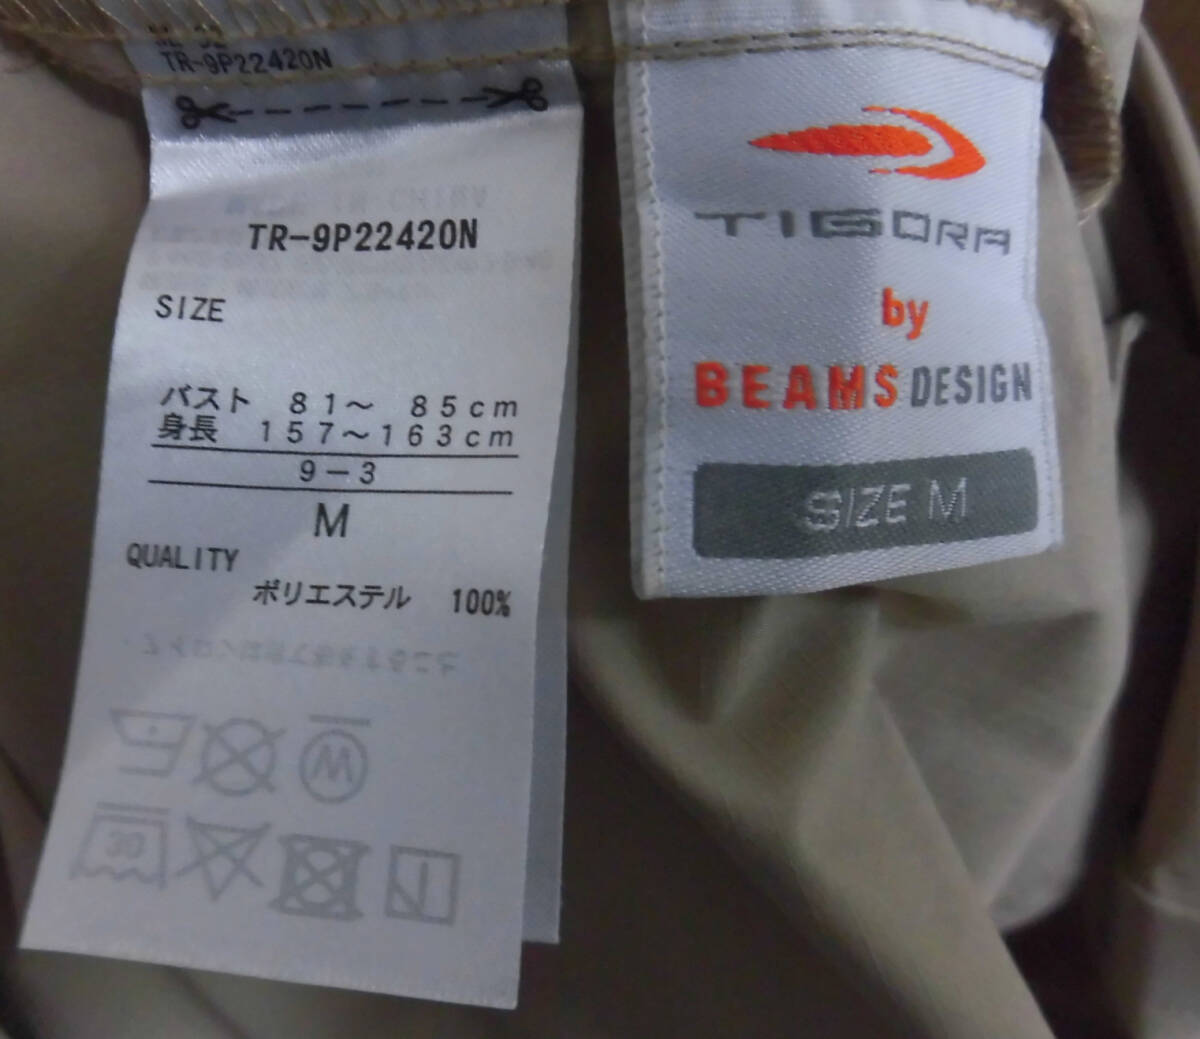 TR-9P22420N
TR-9P22420N
SIZE
バスト 81～ 85cm
身長 157～163cm
9-3
M
QUALITY
ポリエステル 100%
TIGORA
by
BEAMS DESIGN
SIZE M